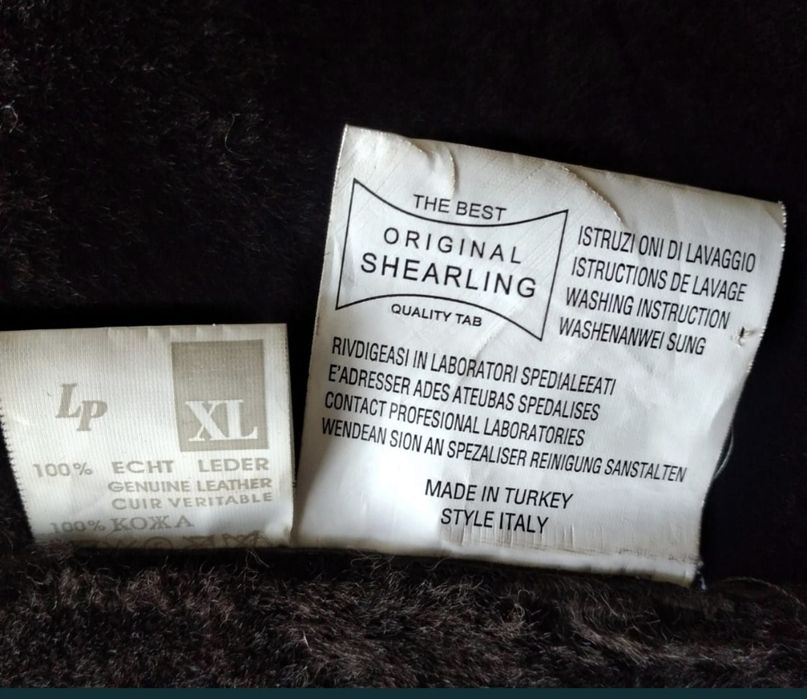 LP
XL
100% ECHT LEDER
GENUINE LEATHER
CUIR VERITABLE
100% КОЖА
THE BEST
ORIGINAL
SHEARLING
QUALITY TAB
ISTRUZI ONI DI LAVAGGIO
ISTRUCTIONS DE LAVAGE
WASHING INSTRUCTION
WASHENANWEI SUNG
RIVDIGEASI IN LABORATORI SPEDIALEEATI
E'ADRESSER ADES ATEUBAS SPEDALISES
CONTACT PROFESIONAL LABORATORIES
WENDEAN SION AN SPEZALISER REINIGUNG SANSTALTEN
MADE IN TURKEY
STYLE ITALY